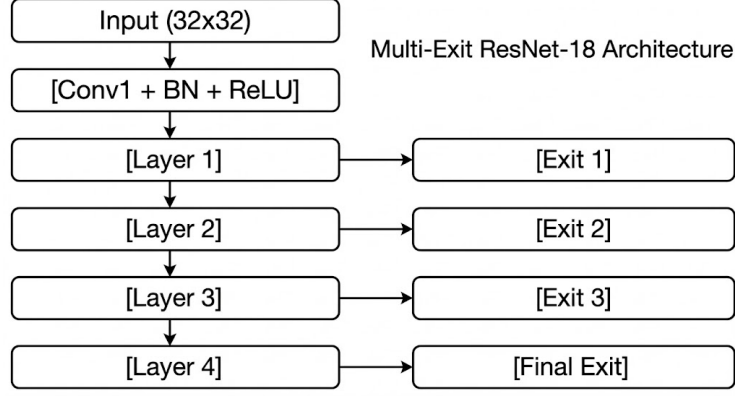 Input (32x32)
Multi-Exit ResNet-18 Architecture
[Conv1 + BN + ReLU]
[Layer 1]
[Exit 1]
[Layer 2]
[Exit 2]
[Layer 3]
[Exit 3]
[Layer 4]
[Final Exit]